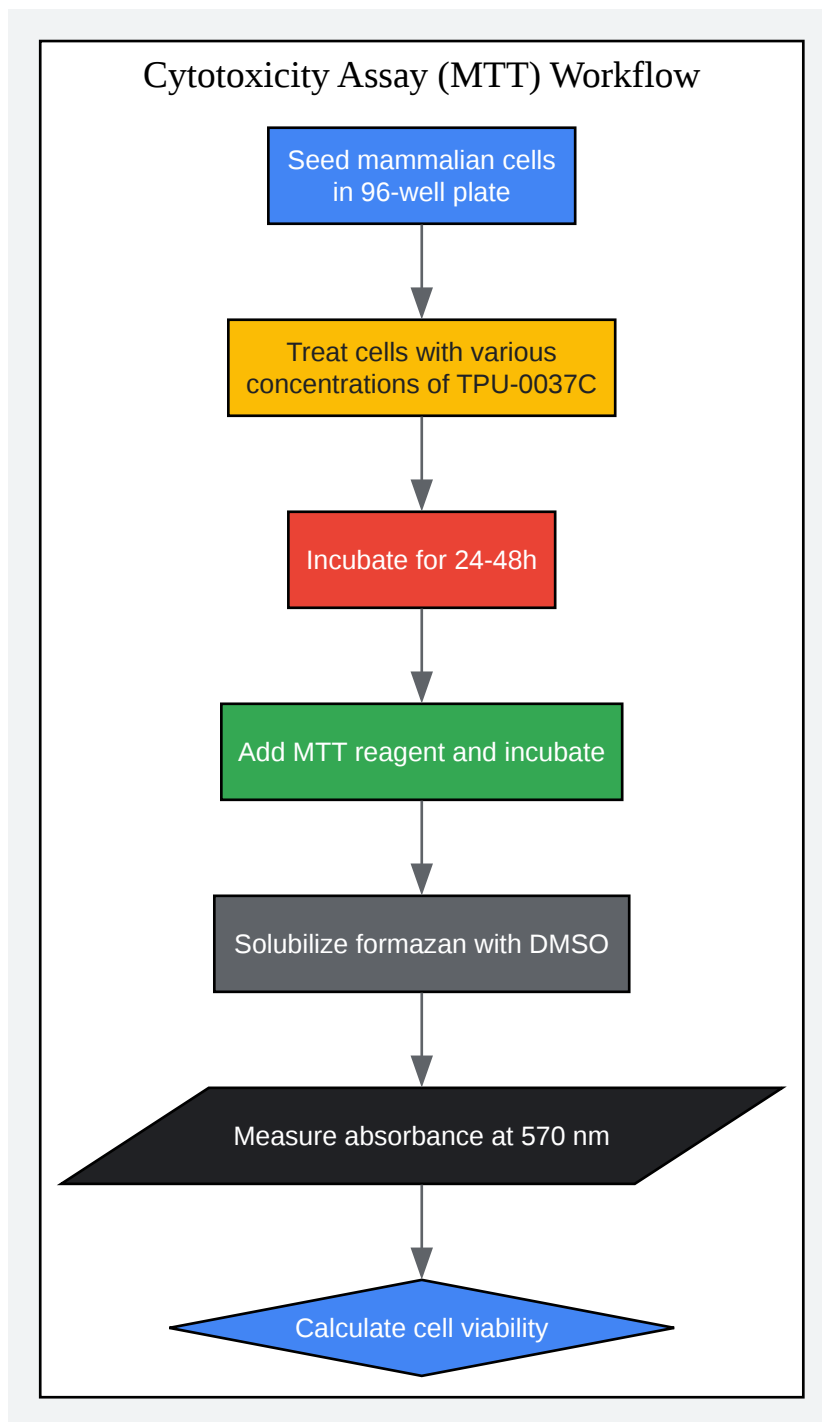 Cytotoxicity Assay (MTT) Workflow
Seed mammalian cells
in 96-well plate
Treat cells with various
concentrations of TPU-0037C
Incubate for 24-48h
Add MTT reagent and incubate
Solubilize formazan with DMSO
Measure absorbance at 570 nm
Calculate cell viability